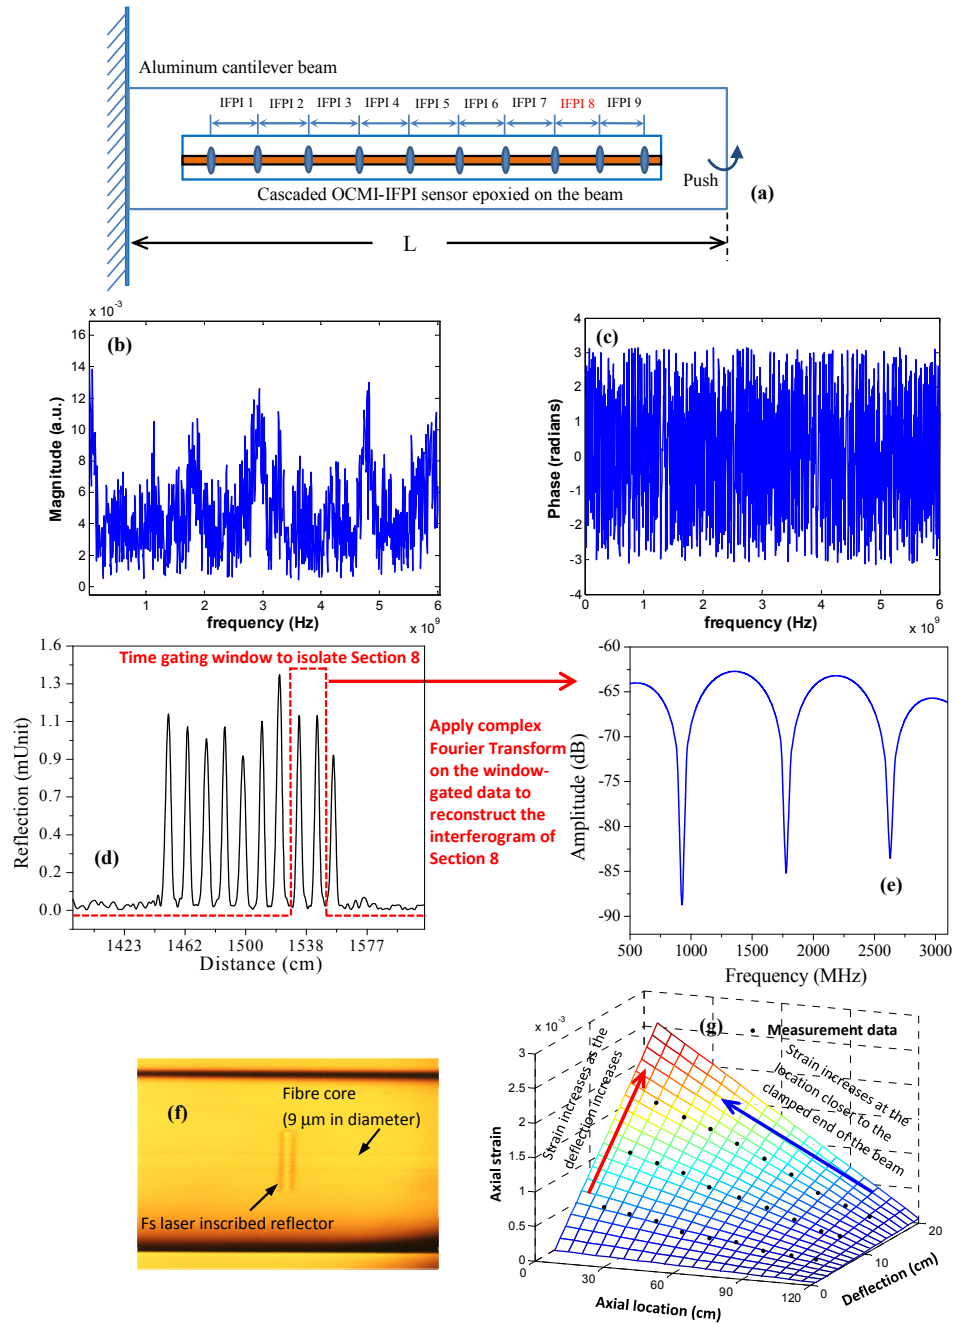 Aluminum cantilever beam
IFPI 1 IFPI 2 IFPI 3 IFPI 4 IFPI 5 IFPI 6 IFPI 7 IFPI 8 IFPI 9
Push
Cascaded OCMI-IFPI sensor epoxied on the beam
(a)
L
x 10⁻³
(b)
16
14
12
10
8
6
4
2
0
Magnitude (a.u.)
1 2 3 4 5 6
frequency (Hz)
x 10⁹
(c)
4
3
2
1
0
-1
-2
-3
-4
Phase (radians)
0 1 2 3 4 5 6
frequency (Hz)
x 10⁹
Time gating window to isolate Section 8
1.6
1.3
1.1
0.9
0.6
0.4
0.2
0.0
Reflection (mUnit)
(d)
1423 1462 1500 1538 1577
Distance (cm)
Apply complex
Fourier Transform
on the window-
gated data to
reconstruct the
interferogram of
Section 8
-60
-65
-70
-75
-80
-85
-90
Amplitude (dB)
(e)
500 1000 1500 2000 2500 3000
Frequency (MHz)
(f)
Fibre core
(9 µm in diameter)
Fs laser inscribed reflector
(g)
Measurement data
x 10⁻³
3
2.5
2
1.5
1
0.5
0
Axial strain
Strain increases as the
deflection increases
Strain increases at the
location closer to the
clamped end of the beam
0 30 60 90 120
Axial location (cm)
0 10 20
Deflection (cm)